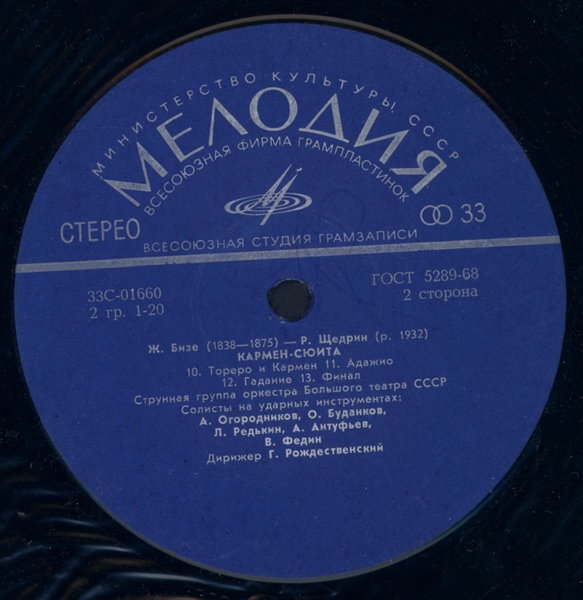 МИНИСТЕРСТВО КУЛЬТУРЫ СССР
МЕЛОДИЯ
ВСЕСОЮЗНАЯ ФИРМА ГРАМПЛАСТИНОК
СТЕРЕО
33
ВСЕСОЮЗНАЯ СТУДИЯ ГРАМЗАПИСИ
33С-01660
ГОСТ 5289-68
2 гр. 1-20
2 сторона
Ж. Бизе (1838—1875) — Р. Щедрин (р. 1932)
КАРМЕН-СЮИТА
10. Тореро и Кармен 11. Адажио
12. Гадание 13. Финал
Струнная группа оркестра Большого театра СССР
Солисты на ударных инструментах:
А. Огородников, О. Буданков,
Л. Редькин, А. Антуфьев,
В. Федин
Дирижер Г. Рождественский